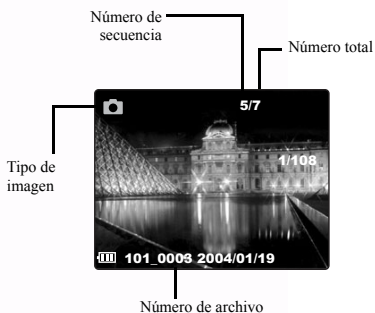 Número de
secuencia
Número total
5/7
1/108
Tipo de
imagen
101_0003 2004/01/19
Número de archivo